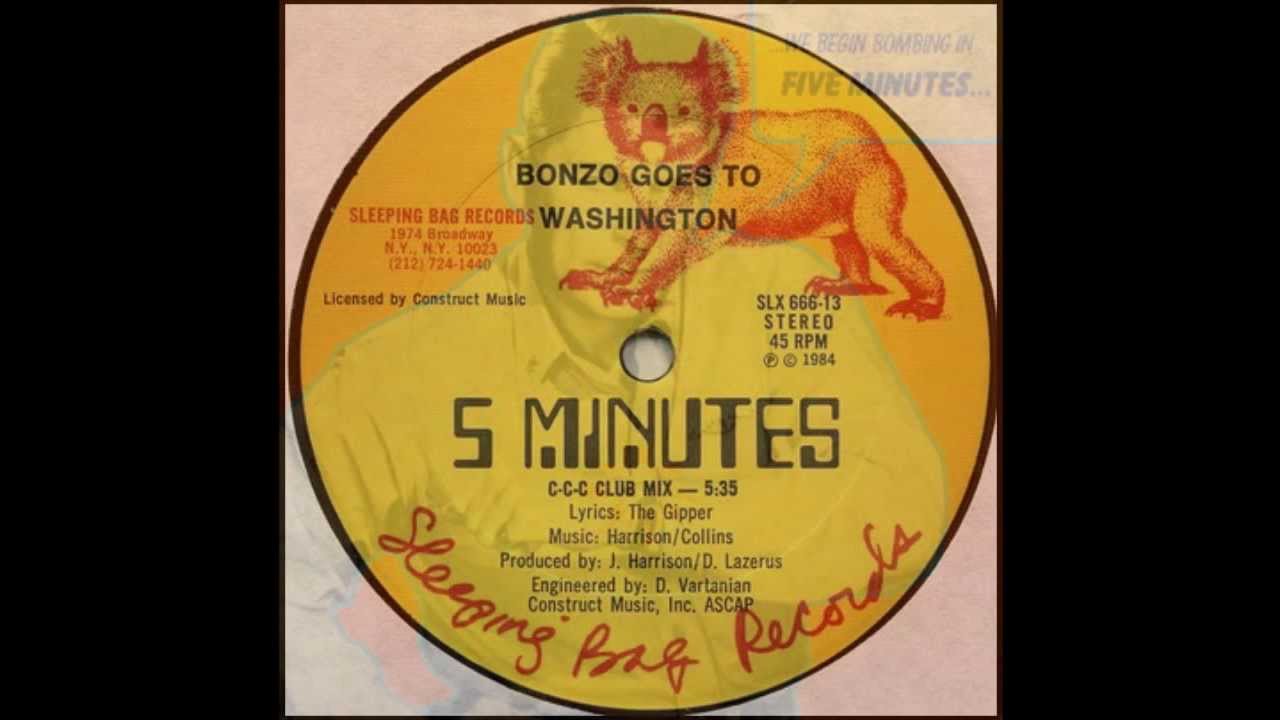 ...WE BEGIN BOMBING IN
FIVE MINUTES...
BONZO GOES TO
WASHINGTON
SLEEPING BAG RECORDS
1974 Broadway
N.Y., N.Y. 10023
(212) 724-1440
Licensed by Construct Music
SLX 666-13
STEREO
45 RPM
℗ © 1984
5 MINUTES
C-C-C CLUB MIX — 5:35
Lyrics: The Gipper
Music: Harrison/Collins
Produced by: J. Harrison/D. Lazerus
Engineered by: D. Vartanian
Construct Music, Inc. ASCAP
Sleeping Bag Records